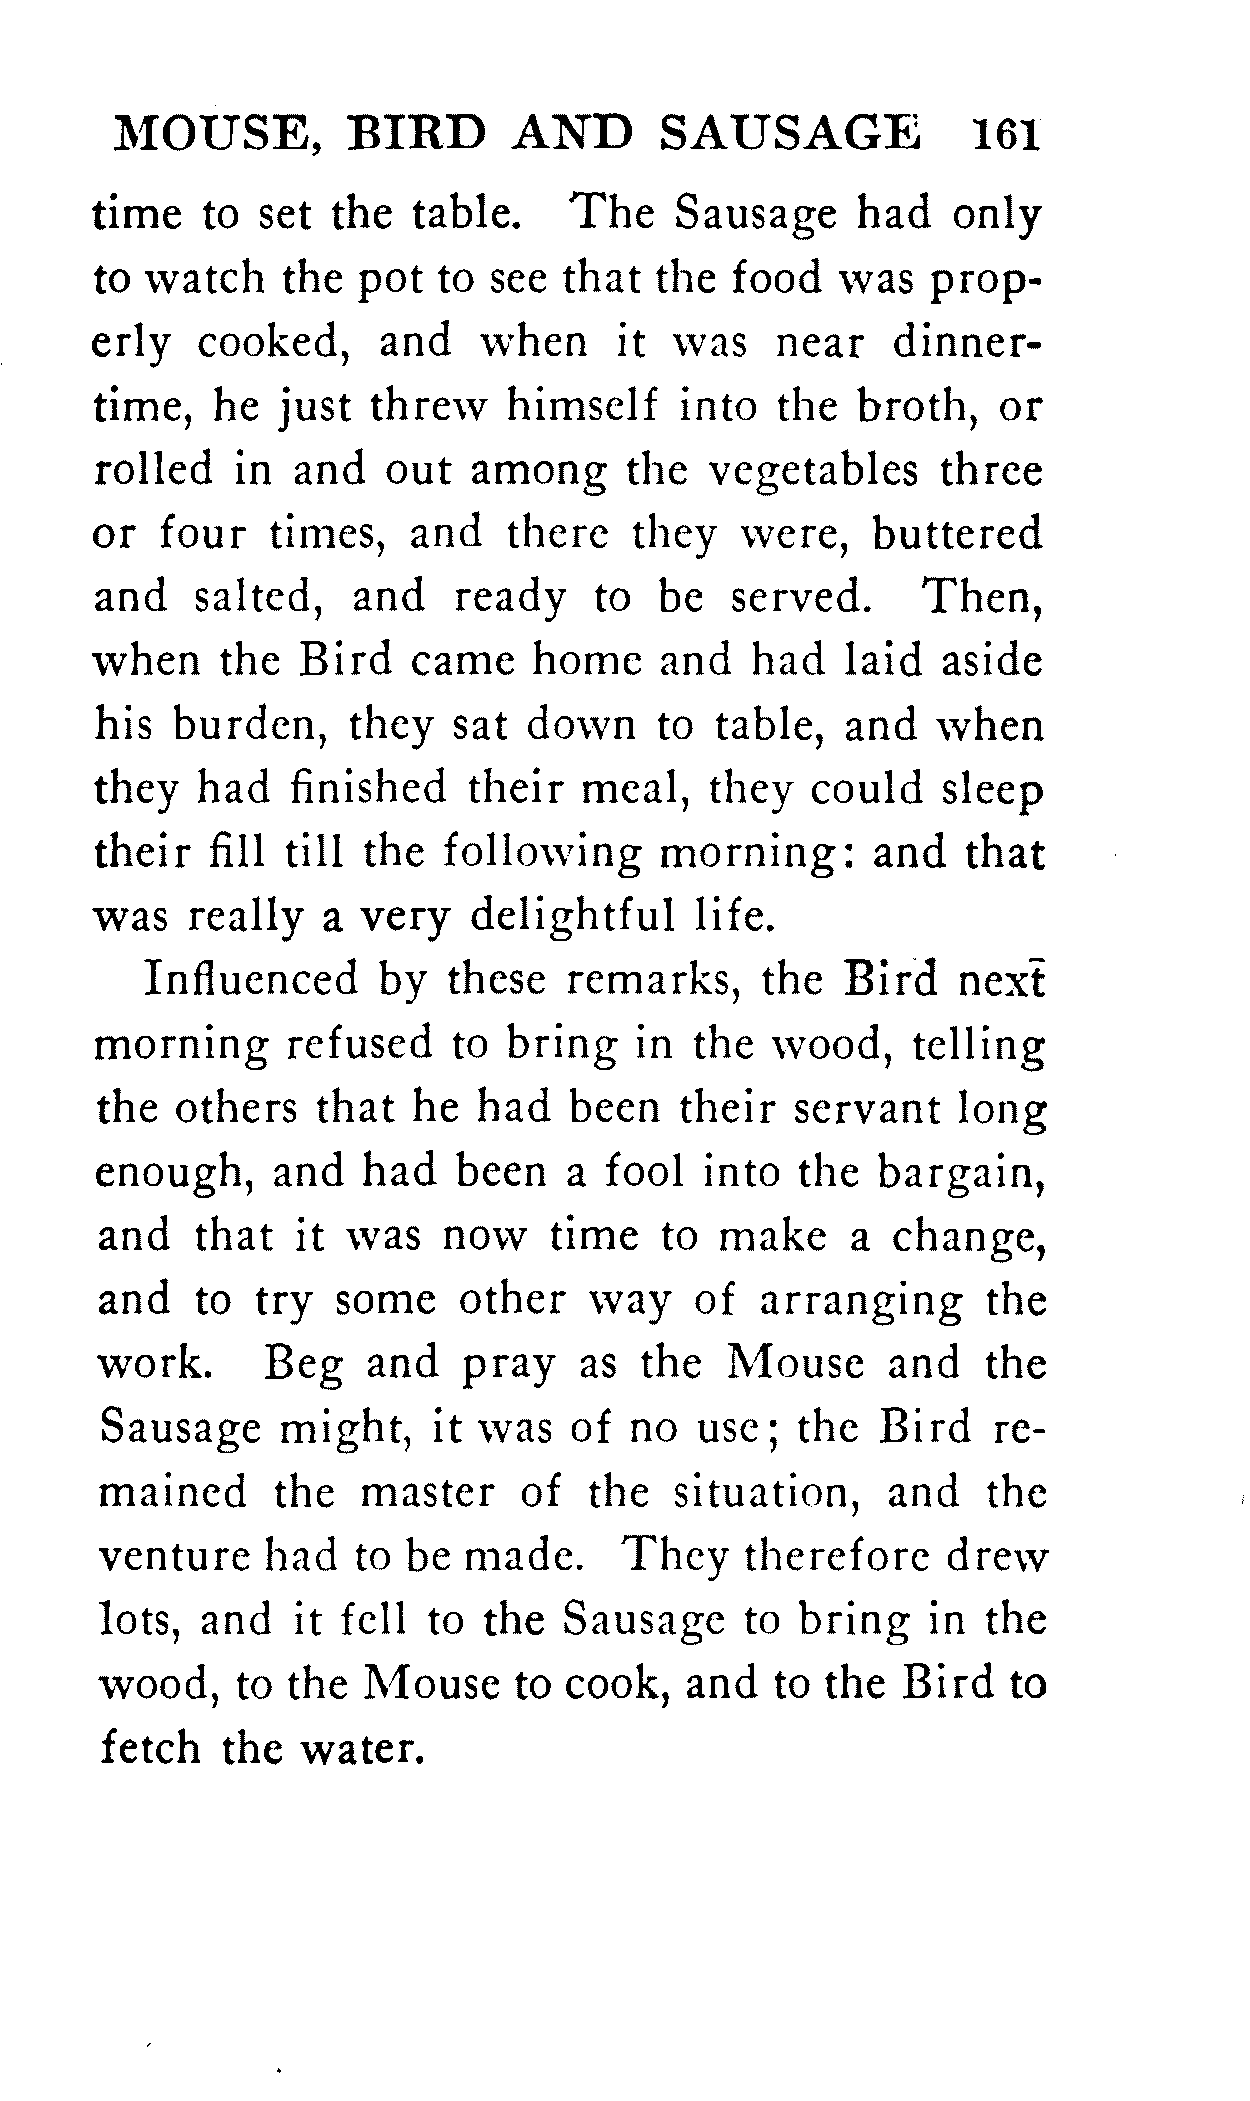 MOUSE, BIRD AND SAUSAGE 161
time to set the table. The Sausage had only
to watch the pot to see that the food was prop-
erly cooked, and when it was near dinner-
time, he just threw himself into the broth, or
rolled in and out among the vegetables three
or four times, and there they were, buttered
and salted, and ready to be served. Then,
when the Bird came home and had laid aside
his burden, they sat down to table, and when
they had finished their meal, they could sleep
their fill till the following morning: and that
was really a very delightful life.
Influenced by these remarks, the Bird next
morning refused to bring in the wood, telling
the others that he had been their servant long
enough, and had been a fool into the bargain,
and that it was now time to make a change,
and to try some other way of arranging the
work. Beg and pray as the Mouse and the
Sausage might, it was of no use; the Bird re-
mained the master of the situation, and the
venture had to be made. They therefore drew
lots, and it fell to the Sausage to bring in the
wood, to the Mouse to cook, and to the Bird to
fetch the water.